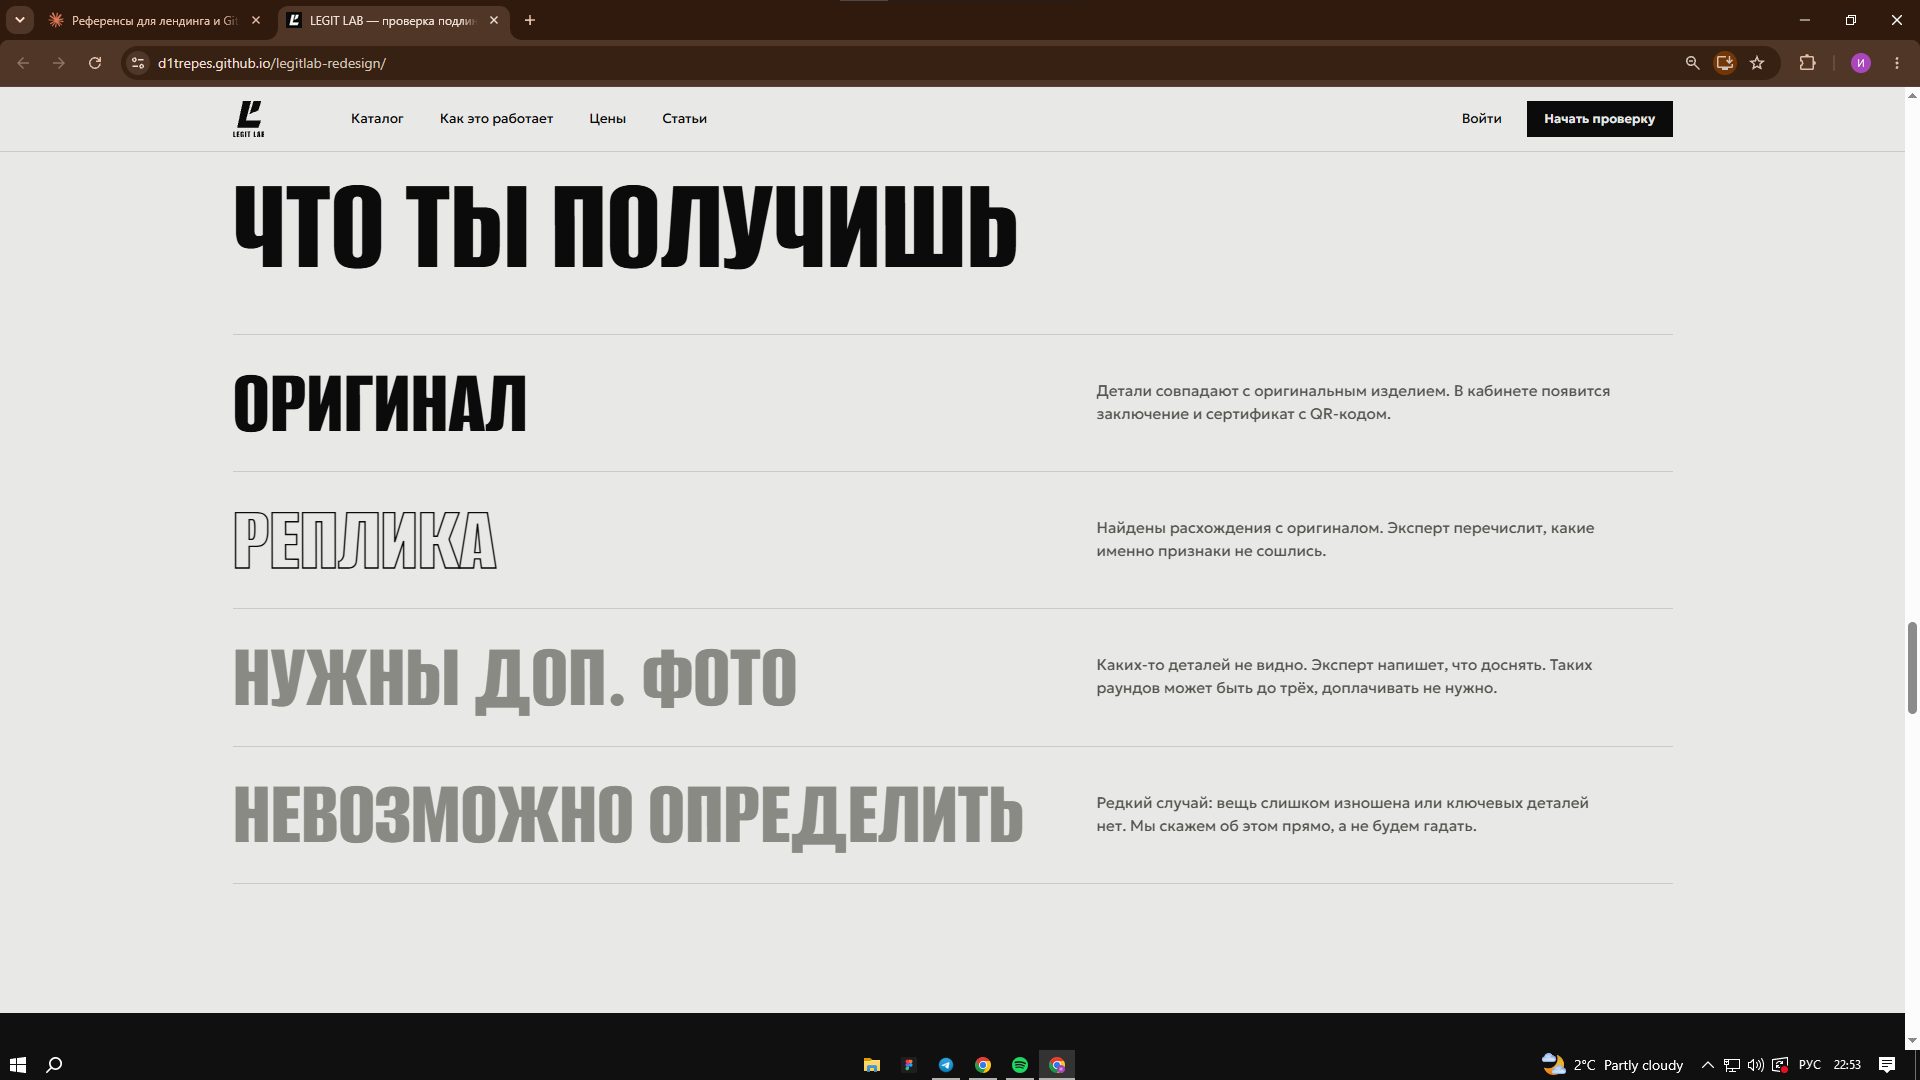 Референсы для лендинга и Git
LEGIT LAB — проверка подлин
d1trepes.github.io/legitlab-redesign/
И
LEGIT LAB
Каталог
Как это работает
Цены
Статьи
Войти
Начать проверку
ЧТО ТЫ ПОЛУЧИШЬ
ОРИГИНАЛ
Детали совпадают с оригинальным изделием. В кабинете появится
заключение и сертификат с QR-кодом.
РЕПЛИКА
Найдены расхождения с оригиналом. Эксперт перечислит, какие
именно признаки не сошлись.
НУЖНЫ ДОП. ФОТО
Каких-то деталей не видно. Эксперт напишет, что доснять. Таких
раундов может быть до трёх, доплачивать не нужно.
НЕВОЗМОЖНО ОПРЕДЕЛИТЬ
Редкий случай: вещь слишком изношена или ключевых деталей
нет. Мы скажем об этом прямо, а не будем гадать.
2°C Partly cloudy
РУС
22:53